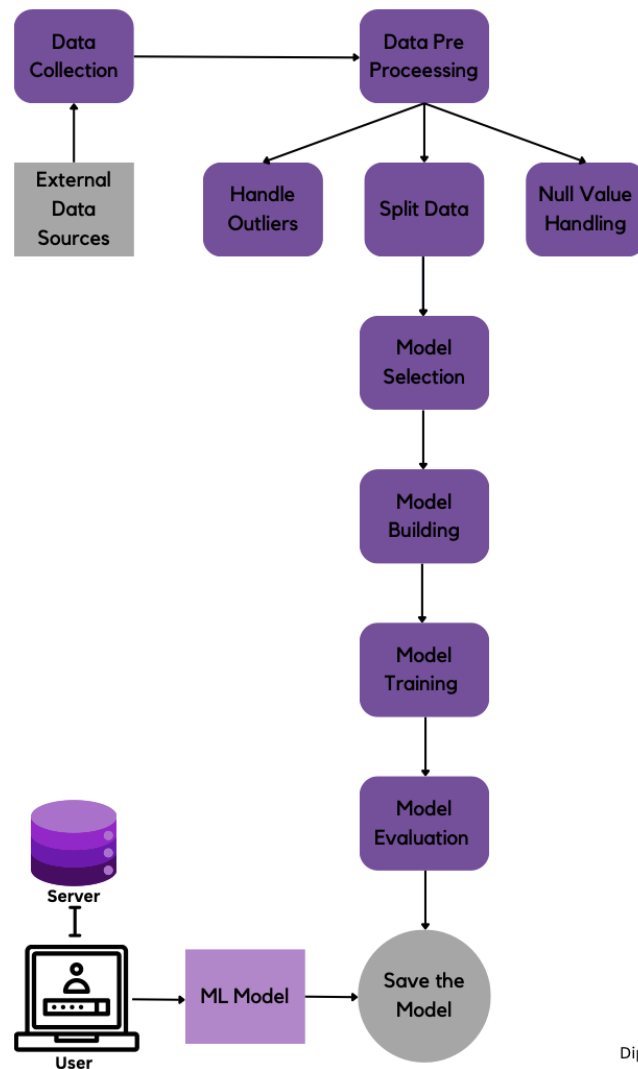 Data
Collection
Data Pre
Proceessing
External
Data
Sources
Handle
Outliers
Split Data
Null Value
Handling
Model
Selection
Model
Building
Model
Training
Model
Evaluation
Server
User
ML Model
Save the
Model